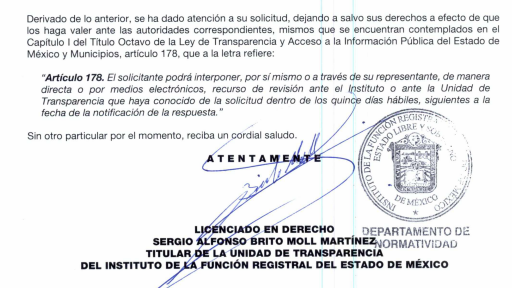 Derivado de lo anterior, se ha dado atención a su solicitud, dejando a salvo sus derechos a efecto de que
los haga valer ante las autoridades correspondientes, mismos que se encuentran contemplados en el
Capítulo I del Título Octavo de la Ley de Transparencia y Acceso a la Información Pública del Estado de
México y Municipios, artículo 178, que a la letra refiere:
"Artículo 178. El solicitante podrá interponer, por sí mismo o a través de su representante, de manera
directa o por medios electrónicos, recurso de revisión ante el Instituto o ante la Unidad de
Transparencia que haya conocido de la solicitud dentro de los quince días hábiles, siguientes a la
fecha de la notificación de la respuesta."
Sin otro particular por el momento, reciba un cordial saludo.
ATENTAMENTE
INSTITUTO DE LA FUNCIÓN
ESTADO LIBRE Y
DE MÉXICO
DEPARTAMENTO DE
NORMATIVIDAD
LICENCIADO EN DERECHO
SERGIO ALFONSO BRITO MOLL MARTÍNEZ
TITULAR DE LA UNIDAD DE TRANSPARENCIA
DEL INSTITUTO DE LA FUNCIÓN REGISTRAL DEL ESTADO DE MÉXICO